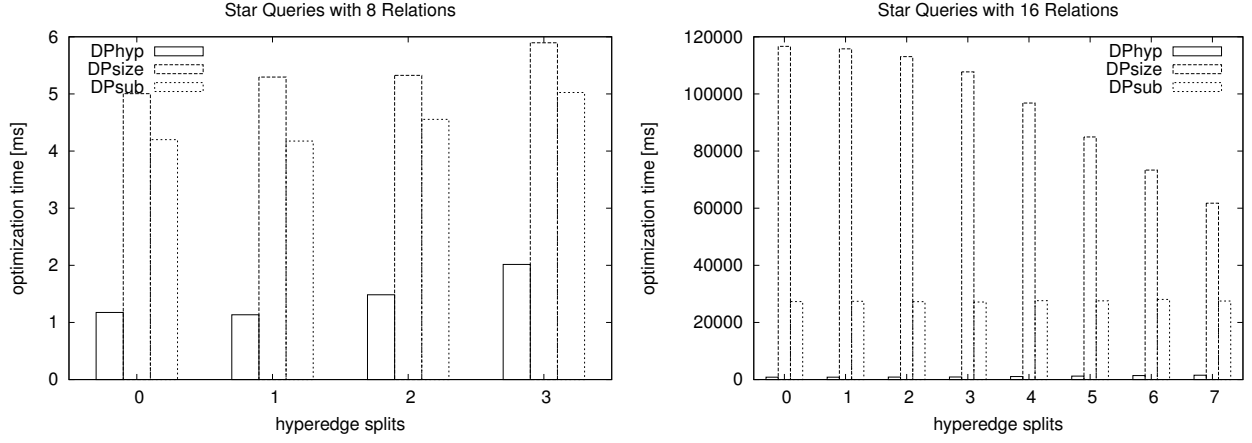 Star Queries with 8 Relations
6
5
4
3
2
1
0
optimization time [ms]
DPhyp
DPsize
DPsub
0 1 2 3
hyperedge splits
Star Queries with 16 Relations
120000
100000
80000
60000
40000
20000
0
optimization time [ms]
DPhyp
DPsize
DPsub
0 1 2 3 4 5 6 7
hyperedge splits